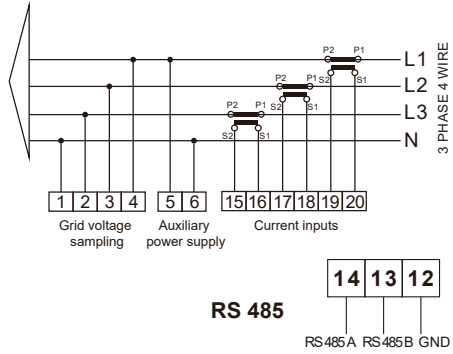 P2 P1
L1
P2 P1 S2 S1
L2
P2 P1 S2 S1
L3
S2 S1
N
3 PHASE 4 WIRE
1 2 3 4 5 6 15 16 17 18 19 20
Grid voltage sampling
Auxiliary power supply
Current inputs
14 13 12
RS 485
RS485A RS485B GND